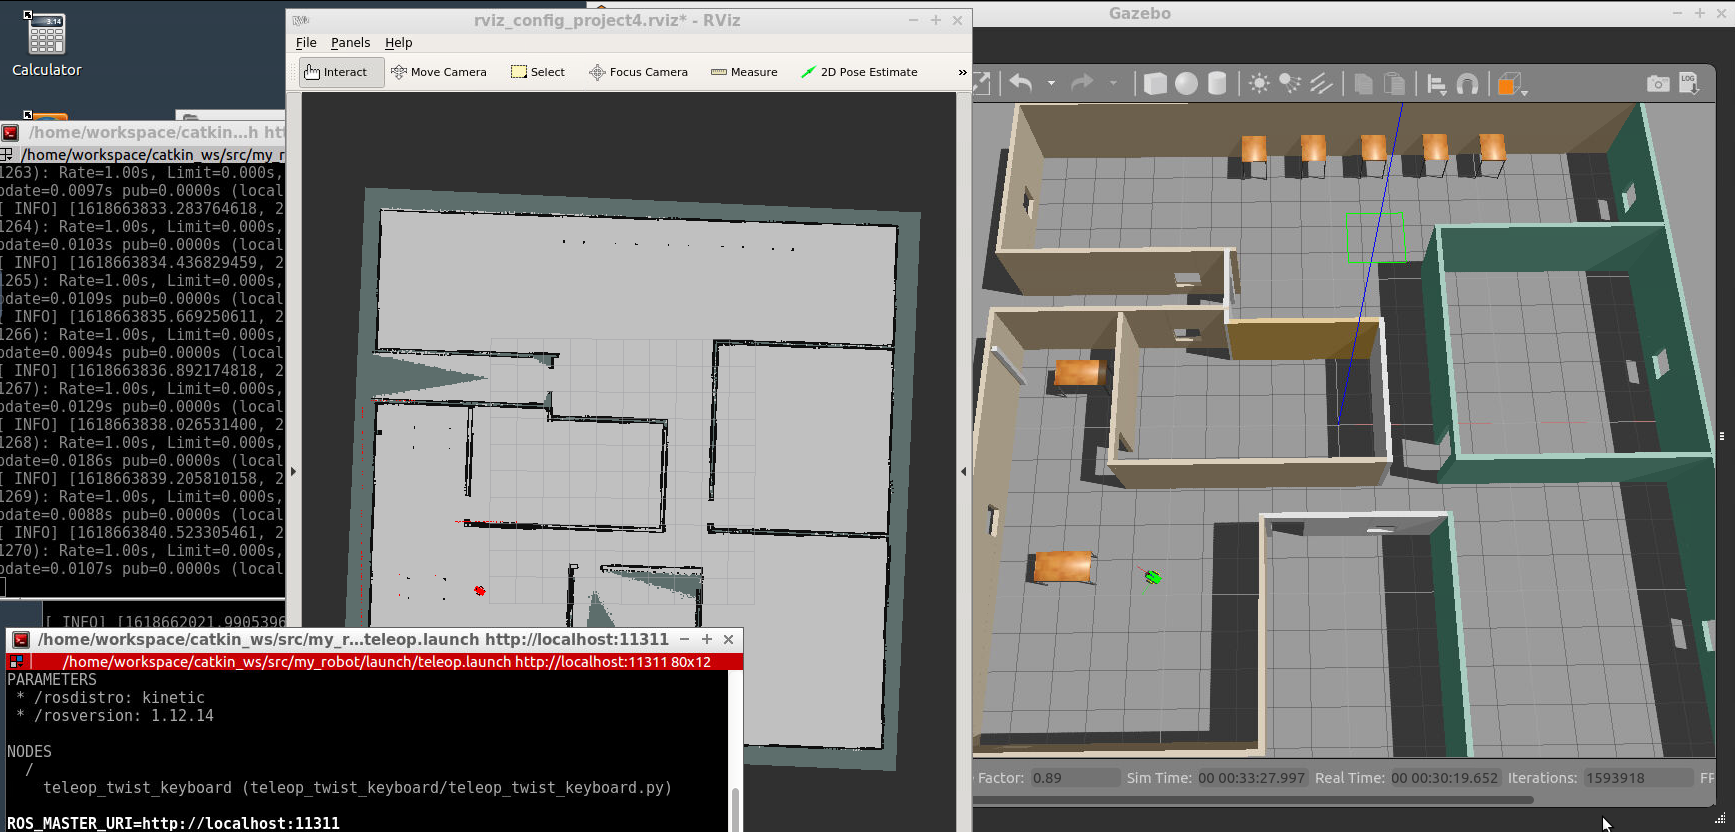 Gazebo
3.14
Calculator
rviz_config_project4.rviz* - RViz
File Panels Help
Interact Move Camera Select Focus Camera Measure 2D Pose Estimate »
LOG
/home/workspace/catkin...h htt
/home/workspace/catkin_ws/src/my_r
1263): Rate=1.00s, Limit=0.000s,
pdate=0.0097s pub=0.0000s (local
[ INFO] [1618663833.283764618, 2
1264): Rate=1.00s, Limit=0.000s,
pdate=0.0103s pub=0.0000s (local
[ INFO] [1618663834.436829459, 2
1265): Rate=1.00s, Limit=0.000s,
pdate=0.0109s pub=0.0000s (local
[ INFO] [1618663835.669250611, 2
1266): Rate=1.00s, Limit=0.000s,
pdate=0.0094s pub=0.0000s (local
[ INFO] [1618663836.892174818, 2
1267): Rate=1.00s, Limit=0.000s,
pdate=0.0129s pub=0.0000s (local
[ INFO] [1618663838.026531400, 2
1268): Rate=1.00s, Limit=0.000s,
pdate=0.0186s pub=0.0000s (local
[ INFO] [1618663839.205810158, 2
1269): Rate=1.00s, Limit=0.000s,
pdate=0.0088s pub=0.0000s (local
[ INFO] [1618663840.523305461, 2
1270): Rate=1.00s, Limit=0.000s,
pdate=0.0107s pub=0.0000s (local
[ INFO] [1618662021.9905396
/home/workspace/catkin_ws/src/my_r...teleop.launch http://localhost:11311
/home/workspace/catkin_ws/src/my_robot/launch/teleop.launch http://localhost:11311 80x12
PARAMETERS
* /rosdistro: kinetic
* /rosversion: 1.12.14
NODES
/
teleop_twist_keyboard (teleop_twist_keyboard/teleop_twist_keyboard.py)
ROS_MASTER_URI=http://localhost:11311
Factor: 0.89 Sim Time: 00 00:33:27.997 Real Time: 00 00:30:19.652 Iterations: 1593918 FP